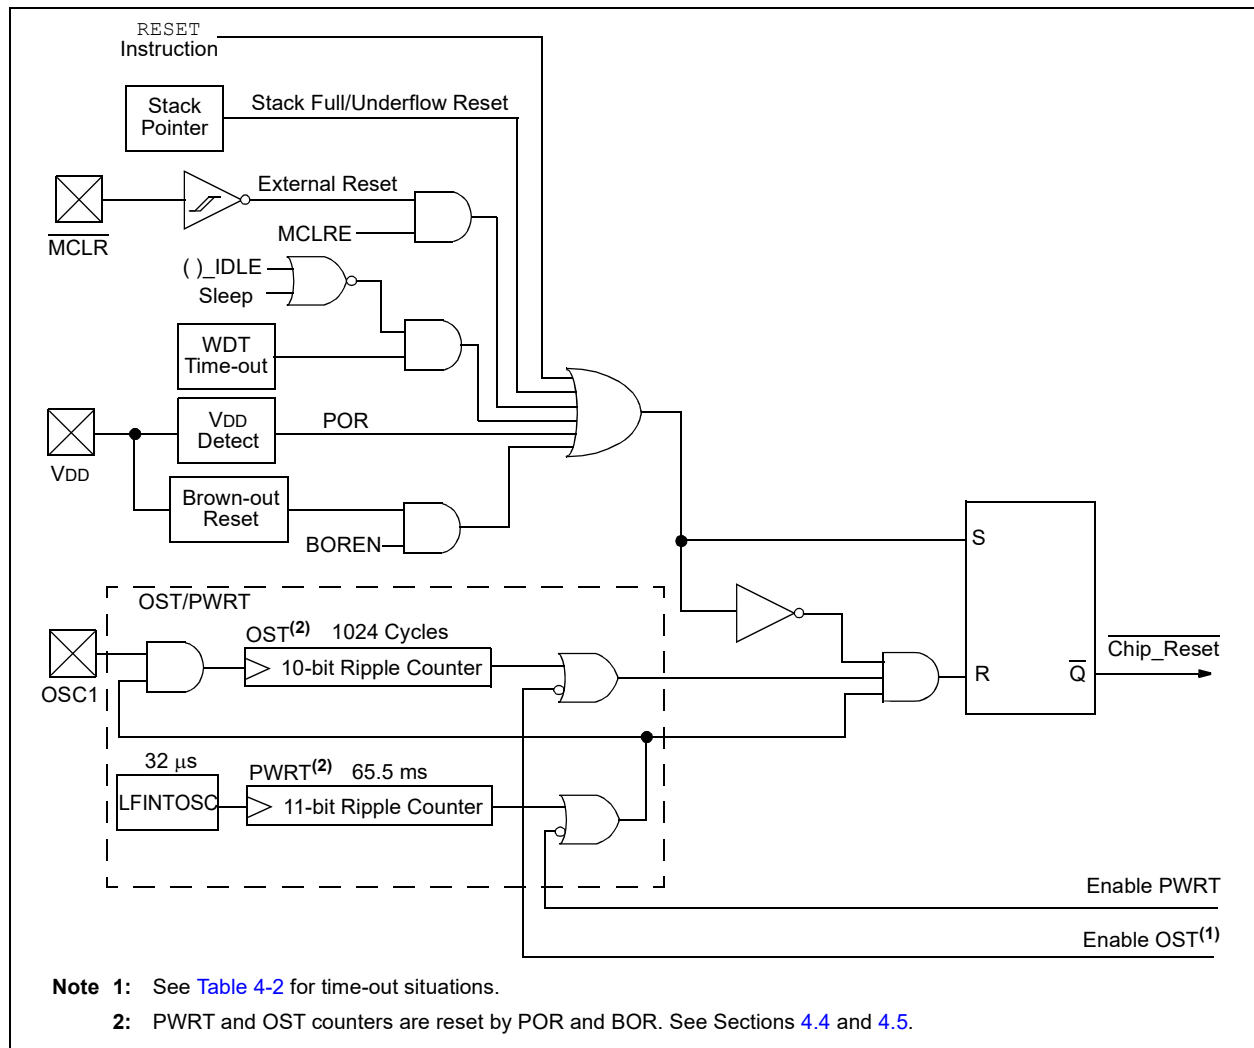 RESET
Instruction
Stack
Pointer
Stack Full/Underflow Reset
MCLR
External Reset
MCLRE
( )_IDLE
Sleep
WDT
Time-out
VDD
VDD
Detect
POR
Brown-out
Reset
BOREN
S
OST/PWRT
OSC1
OST(2) 1024 Cycles
10-bit Ripple Counter
R
Q
Chip_Reset
32 μs
LFINTOSC
PWRT(2) 65.5 ms
11-bit Ripple Counter
Enable PWRT
Enable OST(1)
Note 1: See Table 4-2 for time-out situations.
2: PWRT and OST counters are reset by POR and BOR. See Sections 4.4 and 4.5.